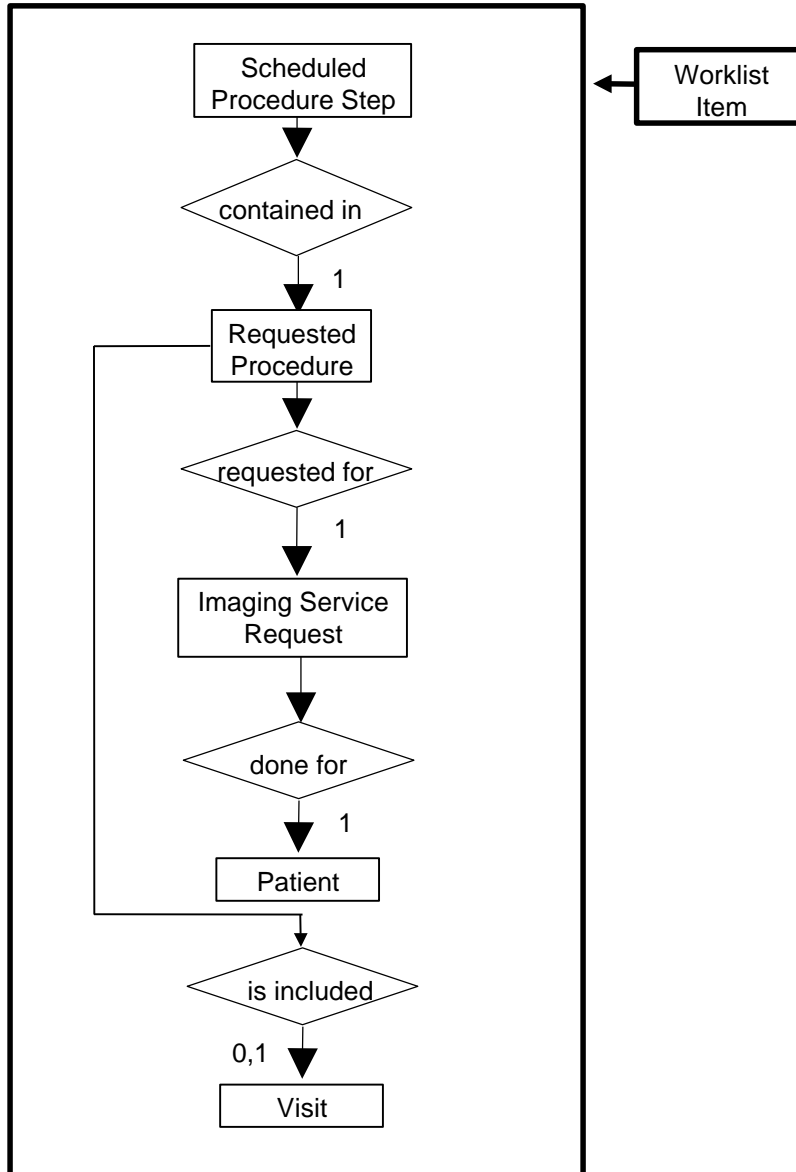 Scheduled
Procedure Step
Worklist
Item
contained in
1
Requested
Procedure
requested for
1
Imaging Service
Request
done for
1
Patient
is included
0,1
Visit